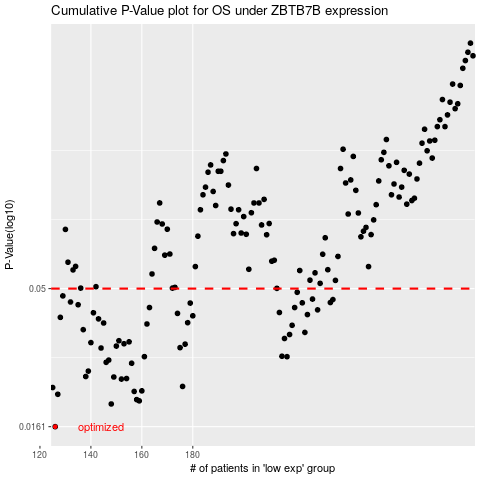 Cumulative P-Value plot for OS under ZBTB7B expression
P-Value(log10)
0.05
0.0161
optimized
120 140 160 180
# of patients in 'low exp' group